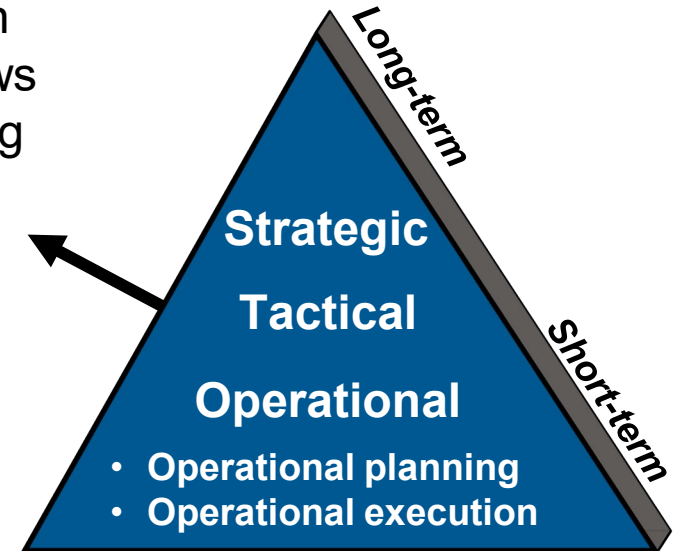 Long-term
Strategic
Tactical
Short-term
Operational
• Operational planning
• Operational execution